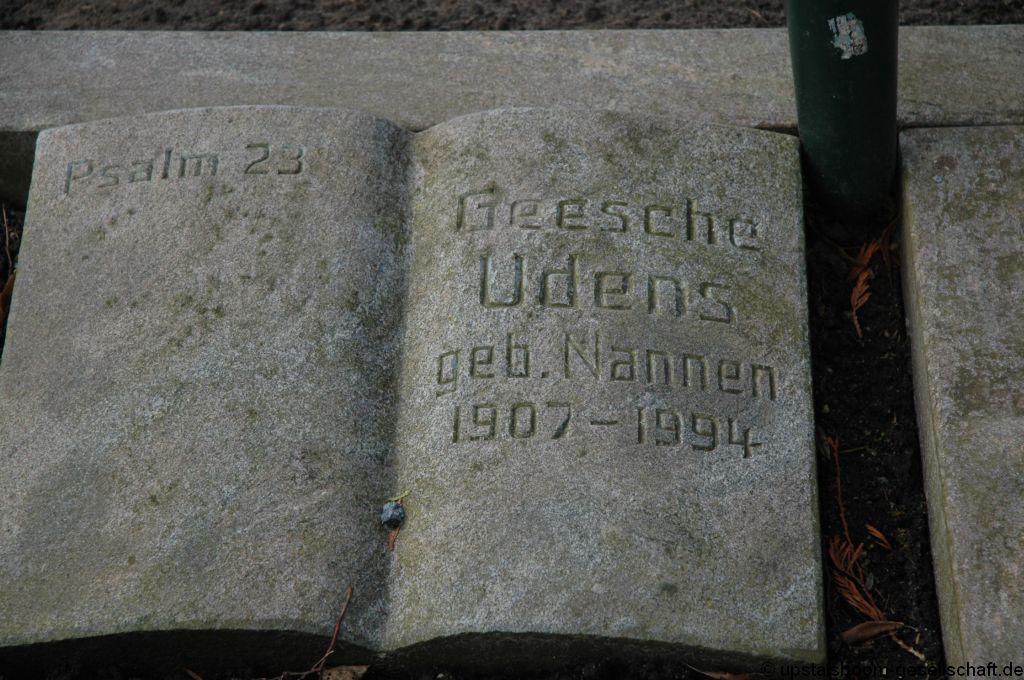 Psalm 23
Geesche
Udens
geb. Nannen
1907 - 1994
© upstalsboom-gesellschaft.de